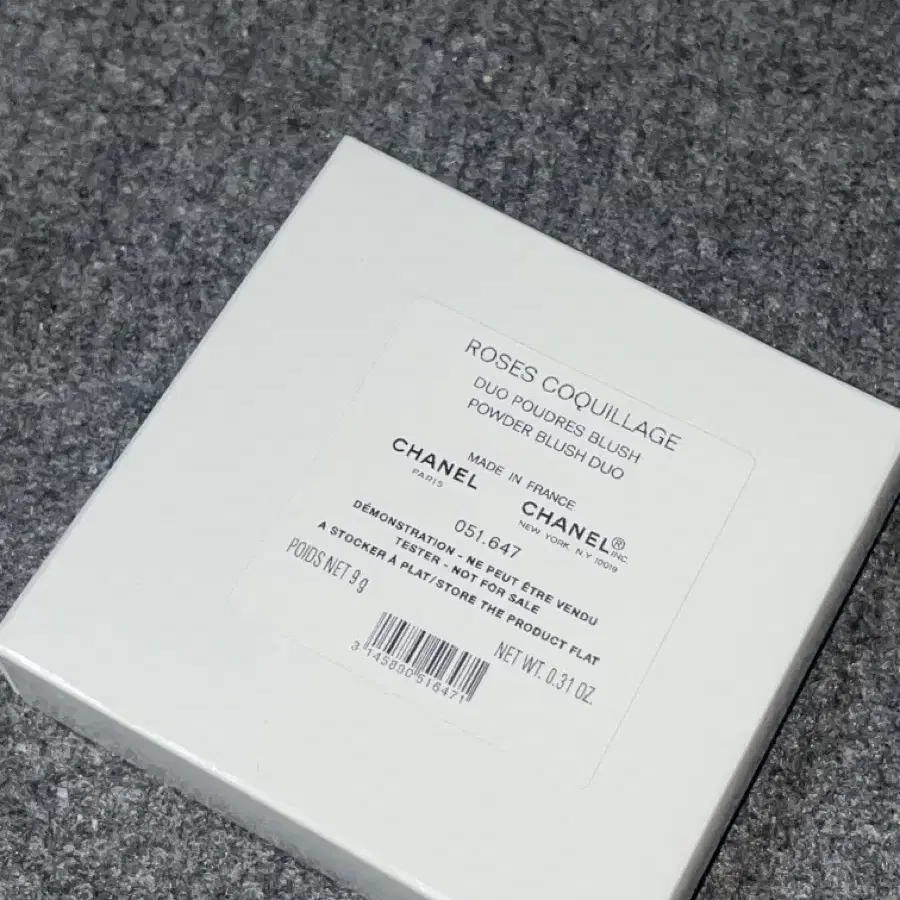 ROSES COQUILLAGE
DUO POUDRES BLUSH
POWDER BLUSH DUO
MADE IN FRANCE
CHANEL
PARIS
CHANEL® INC.
NEW YORK, N.Y. 10019
051.647
DÉMONSTRATION - NE PEUT ÊTRE VENDU
TESTER - NOT FOR SALE
A STOCKER À PLAT/STORE THE PRODUCT FLAT
POIDS NET 9 g
NET WT. 0.31 OZ.
3 145890 516471